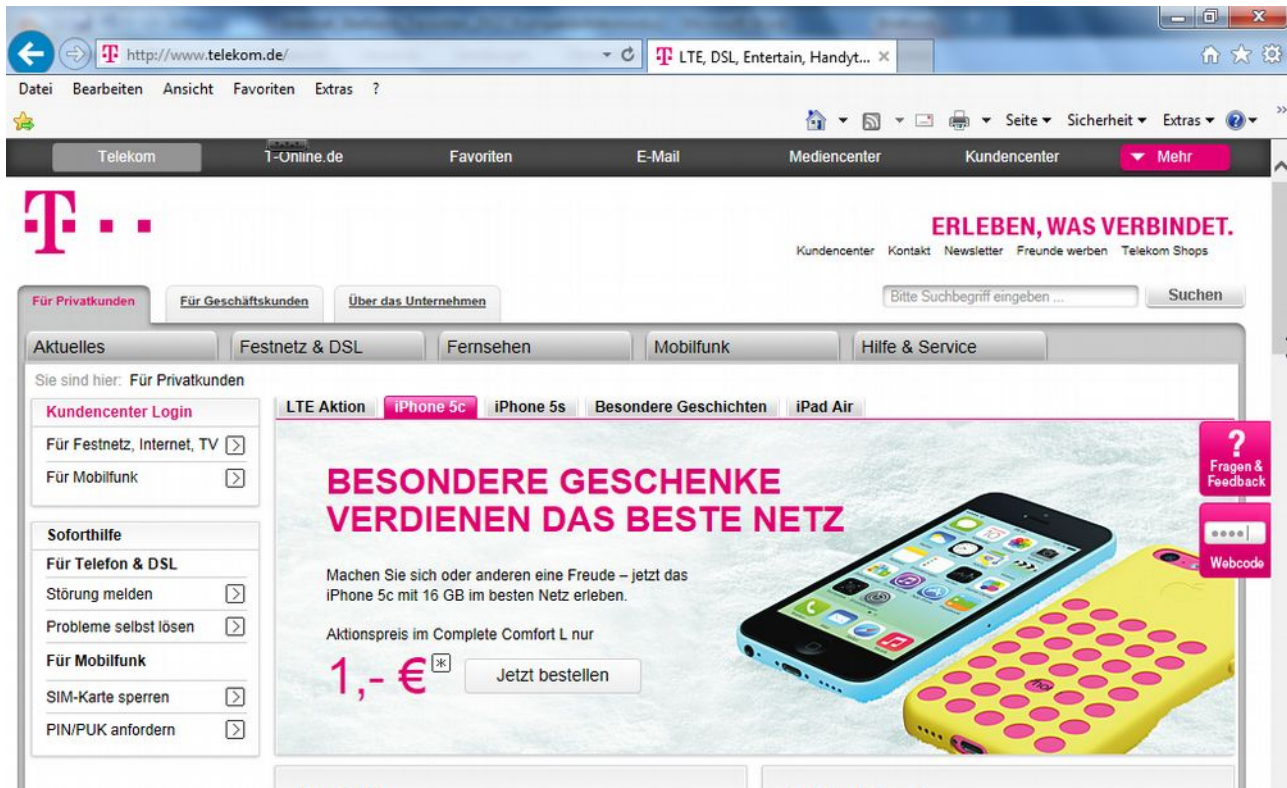 http://www.telekom.de/
LTE, DSL, Entertain, Handyt...
Datei Bearbeiten Ansicht Favoriten Extras ?
Seite Sicherheit Extras
Telekom T-Online.de Favoriten E-Mail Mediencenter Kundencenter Mehr
T
ERLEBEN, WAS VERBINDET.
Kundencenter Kontakt Newsletter Freunde werben Telekom Shops
Für Privatkunden Für Geschäftskunden Über das Unternehmen Bitte Suchbegriff eingeben ... Suchen
Aktuelles Festnetz & DSL Fernsehen Mobilfunk Hilfe & Service
Sie sind hier: Für Privatkunden
Kundencenter Login
Für Festnetz, Internet, TV
Für Mobilfunk
Soforthilfe
Für Telefon & DSL
Störung melden
Probleme selbst lösen
Für Mobilfunk
SIM-Karte sperren
PIN/PUK anfordern
LTE Aktion iPhone 5c iPhone 5s Besondere Geschichten iPad Air
BESONDERE GESCHENKE
VERDIENEN DAS BESTE NETZ
Machen Sie sich oder anderen eine Freude – jetzt das
iPhone 5c mit 16 GB im besten Netz erleben.
Aktionspreis im Complete Comfort L nur
1,- €* Jetzt bestellen
?
Fragen &
Feedback
Webcode